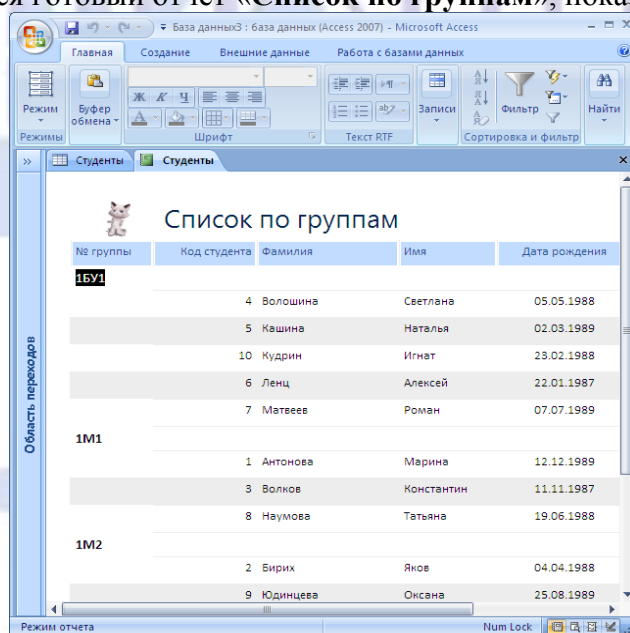 ся готовый отчет «Список по группам», пока
База данных3 : база данных (Access 2007) - Microsoft Access
Главная Создание Внешние данные Работа с базами данных
Режим
Буфер обмена
Ж К Ч
Записи
Фильтр
Найти
Режимы Шрифт Текст RTF Сортировка и фильтр
Студенты Студенты
Область переходов
Список по группам
№ группы Код студента Фамилия Имя Дата рождения
1БУ1
4 Волошина Светлана 05.05.1988
5 Кашина Наталья 02.03.1989
10 Кудрин Игнат 23.02.1988
6 Ленц Алексей 22.01.1987
7 Матвеев Роман 07.07.1989
1М1
1 Антонова Марина 12.12.1989
3 Волков Константин 11.11.1987
8 Наумова Татьяна 19.06.1988
1М2
2 Бирих Яков 04.04.1988
9 Юдинцева Оксана 25.08.1989
Режим отчета Num Lock